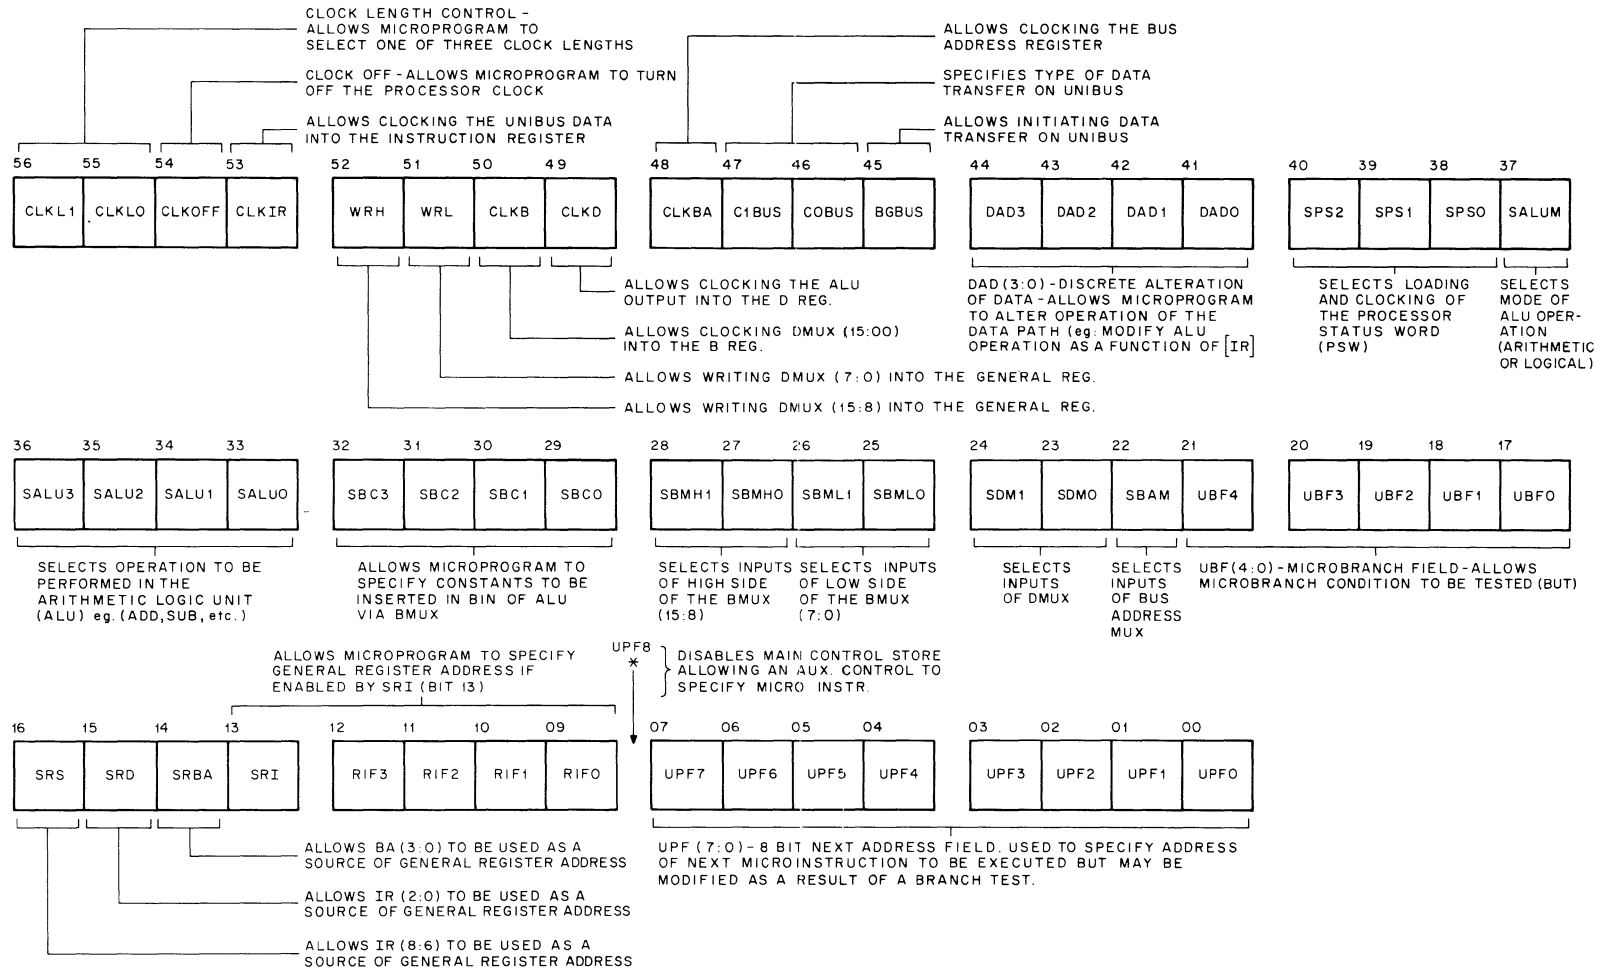 CLOCK LENGTH CONTROL -
ALLOWS MICROPROGRAM TO
SELECT ONE OF THREE CLOCK LENGTHS
CLOCK OFF - ALLOWS MICROPROGRAM TO TURN
OFF THE PROCESSOR CLOCK
ALLOWS CLOCKING THE UNIBUS DATA
INTO THE INSTRUCTION REGISTER
ALLOWS CLOCKING THE BUS
ADDRESS REGISTER
SPECIFIES TYPE OF DATA
TRANSFER ON UNIBUS
ALLOWS INITIATING DATA
TRANSFER ON UNIBUS
56 55 54 53 52 51 50 49 48 47 46 45 44 43 42 41 40 39 38 37
CLKL1 CLKL0 CLKOFF CLKIR WRH WRL CLKB CLKD CLKBA C1BUS C0BUS BGBUS DAD3 DAD2 DAD1 DAD0 SPS2 SPS1 SPS0 SALUM
ALLOWS CLOCKING THE ALU
OUTPUT INTO THE D REG.
ALLOWS CLOCKING DMUX (15:00)
INTO THE B REG.
ALLOWS WRITING DMUX (7:0) INTO THE GENERAL REG.
ALLOWS WRITING DMUX (15:8) INTO THE GENERAL REG.
DAD (3:0) - DISCRETE ALTERATION
OF DATA - ALLOWS MICROPROGRAM
TO ALTER OPERATION OF THE
DATA PATH (eg: MODIFY ALU
OPERATION AS A FUNCTION OF [IR]
SELECTS LOADING
AND CLOCKING OF
THE PROCESSOR
STATUS WORD
(PSW)
SELECTS
MODE OF
ALU OPER-
ATION
(ARITHMETIC
OR LOGICAL)
36 35 34 33 32 31 30 29 28 27 26 25 24 23 22 21 20 19 18 17
SALU3 SALU2 SALU1 SALU0 SBC3 SBC2 SBC1 SBC0 SBMH1 SBMH0 SBML1 SBML0 SDM1 SDM0 SBAM UBF4 UBF3 UBF2 UBF1 UBF0
SELECTS OPERATION TO BE
PERFORMED IN THE
ARITHMETIC LOGIC UNIT
(ALU) eg. (ADD, SUB, etc.)
ALLOWS MICROPROGRAM TO
SPECIFY CONSTANTS TO BE
INSERTED IN BIN OF ALU
VIA BMUX
SELECTS INPUTS
OF HIGH SIDE
OF THE BMUX
(15:8)
SELECTS INPUTS
OF LOW SIDE
OF THE BMUX
(7:0)
SELECTS
INPUTS
OF DMUX
SELECTS
INPUTS
OF BUS
ADDRESS
MUX
UBF (4:0) - MICROBRANCH FIELD - ALLOWS
MICROBRANCH CONDITION TO BE TESTED (BUT)
ALLOWS MICROPROGRAM TO SPECIFY
GENERAL REGISTER ADDRESS IF
ENABLED BY SRI (BIT 13)
UPF8
*
DISABLES MAIN CONTROL STORE
ALLOWING AN AUX. CONTROL TO
SPECIFY MICRO INSTR.
16 15 14 13 12 11 10 09 07 06 05 04 03 02 01 00
SRS SRD SRBA SRI RIF3 RIF2 RIF1 RIF0 UPF7 UPF6 UPF5 UPF4 UPF3 UPF2 UPF1 UPF0
ALLOWS BA (3:0) TO BE USED AS A
SOURCE OF GENERAL REGISTER ADDRESS
ALLOWS IR (2:0) TO BE USED AS A
SOURCE OF GENERAL REGISTER ADDRESS
ALLOWS IR (8:6) TO BE USED AS A
SOURCE OF GENERAL REGISTER ADDRESS
UPF (7:0) - 8 BIT NEXT ADDRESS FIELD. USED TO SPECIFY ADDRESS
OF NEXT MICROINSTRUCTION TO BE EXECUTED BUT MAY BE
MODIFIED AS A RESULT OF A BRANCH TEST.